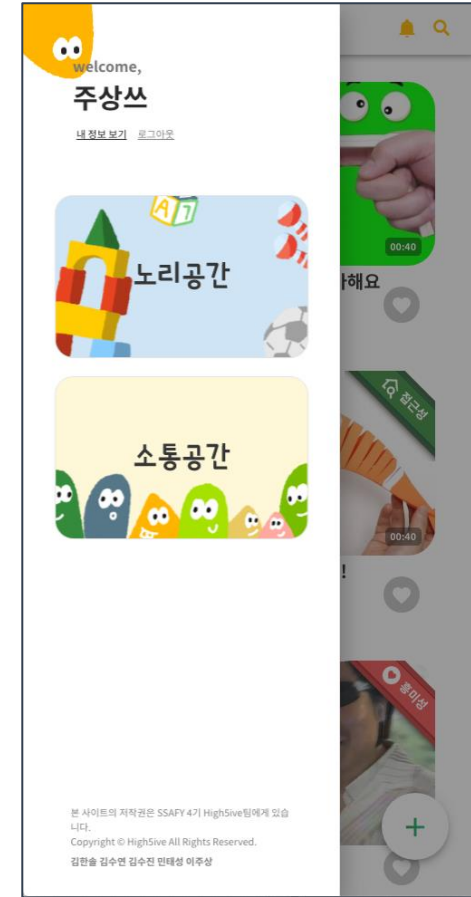 welcome,
주상쓰
내 정보 보기 로그아웃
노리공간
소통공간
00:40
해요
접근성
00:40
!
흥미성
본 사이트의 저작권은 SSAFY 4기 High5ive팀에게 있습
니다.
Copyright © High5ive All Rights Reserved.
김한솔 김수연 김수진 민태성 이주상